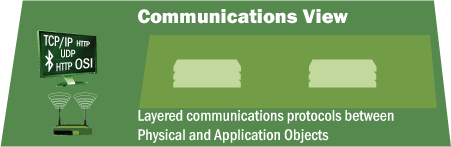 Communications View
TCP/IP HTTP
UDP
HTTP OSI
Layered communications protocols between
Physical and Application Objects